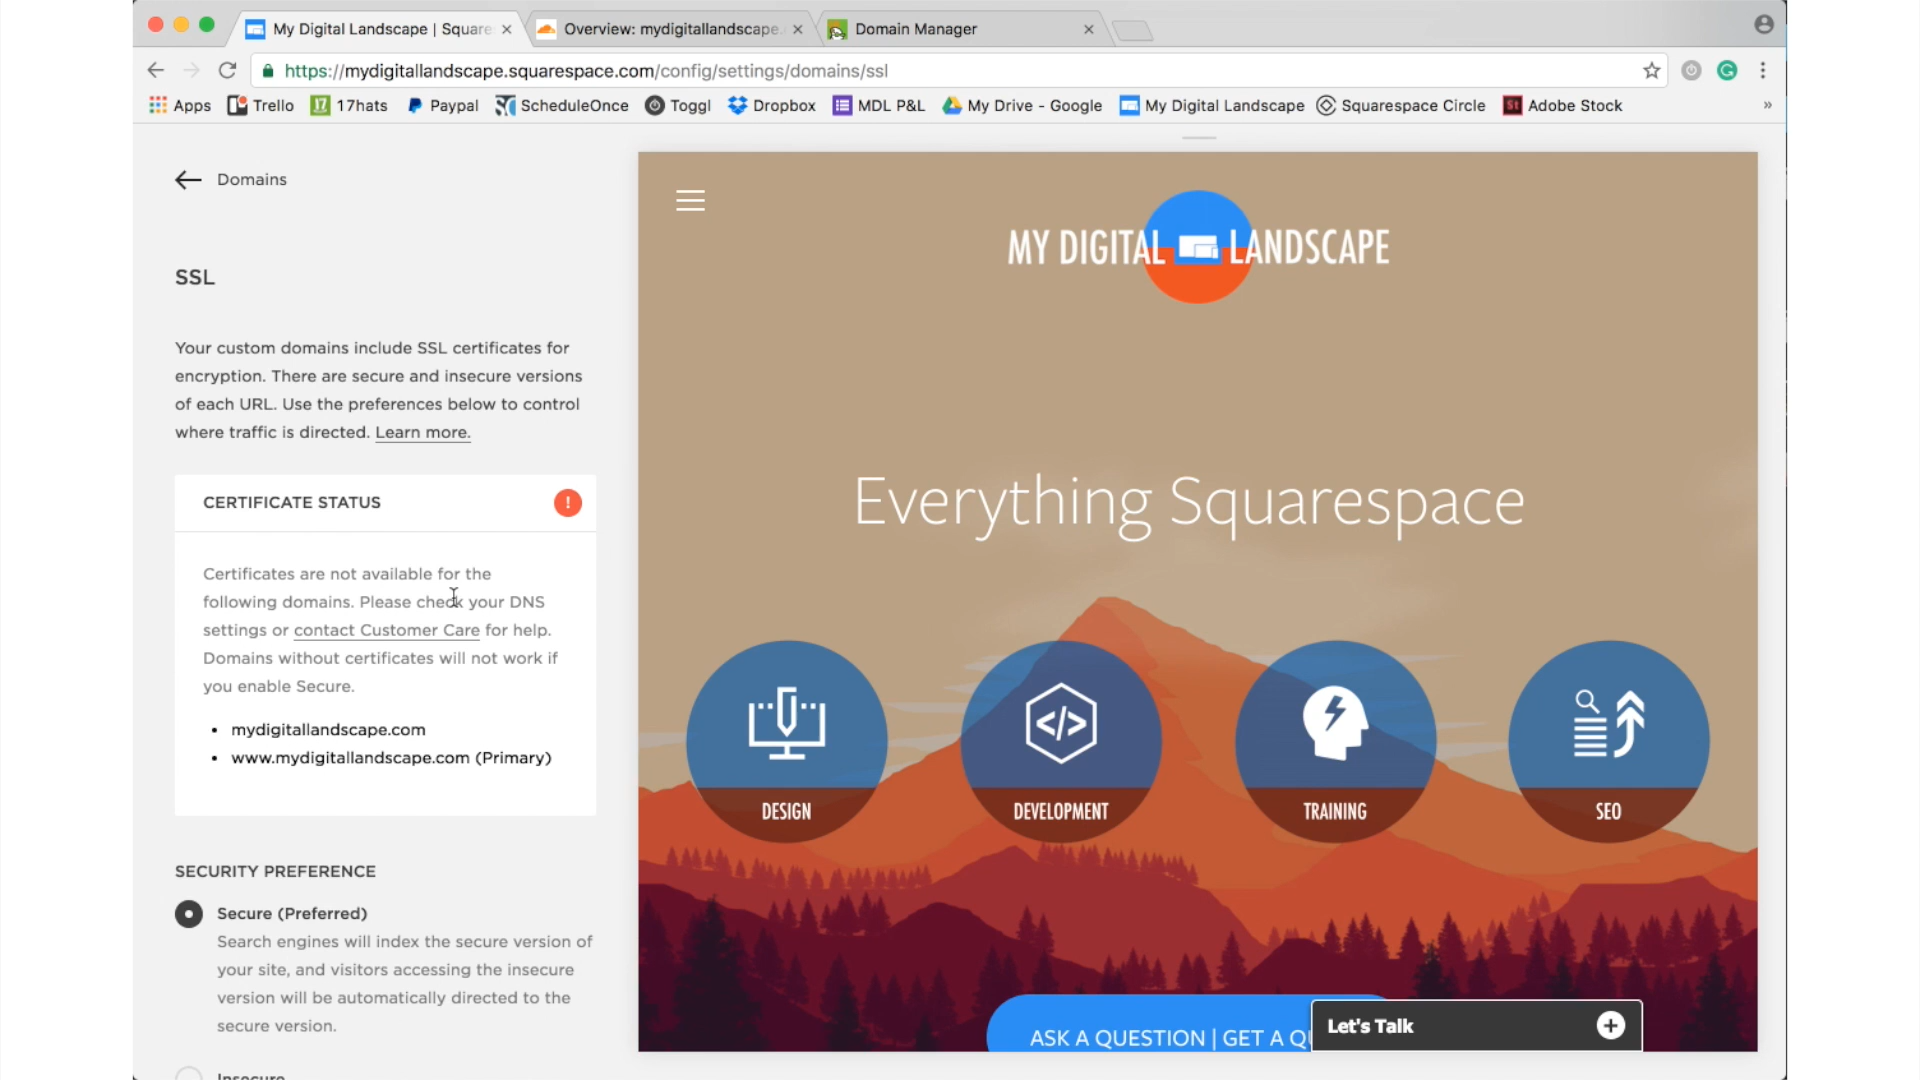 My Digital Landscape | Square
Overview: mydigitallandscape.
Domain Manager
https://mydigitallandscape.squarespace.com/config/settings/domains/ssl
Apps
Trello
17
17hats
Paypal
ScheduleOnce
Toggl
Dropbox
MDL P&L
My Drive - Google
My Digital Landscape
Squarespace Circle
St
Adobe Stock
»
Domains
SSL
Your custom domains include SSL certificates for
encryption. There are secure and insecure versions
of each URL. Use the preferences below to control
where traffic is directed. Learn more.
CERTIFICATE STATUS
!
Certificates are not available for the
following domains. Please check your DNS
settings or contact Customer Care for help.
Domains without certificates will not work if
you enable Secure.
• mydigitallandscape.com
• www.mydigitallandscape.com (Primary)
SECURITY PREFERENCE
Secure (Preferred)
Search engines will index the secure version of
your site, and visitors accessing the insecure
version will be automatically directed to the
secure version.
Insecure
MY DIGITAL LANDSCAPE
Everything Squarespace
DESIGN
</>
DEVELOPMENT
TRAINING
SEO
ASK A QUESTION | GET A QU
Let's Talk